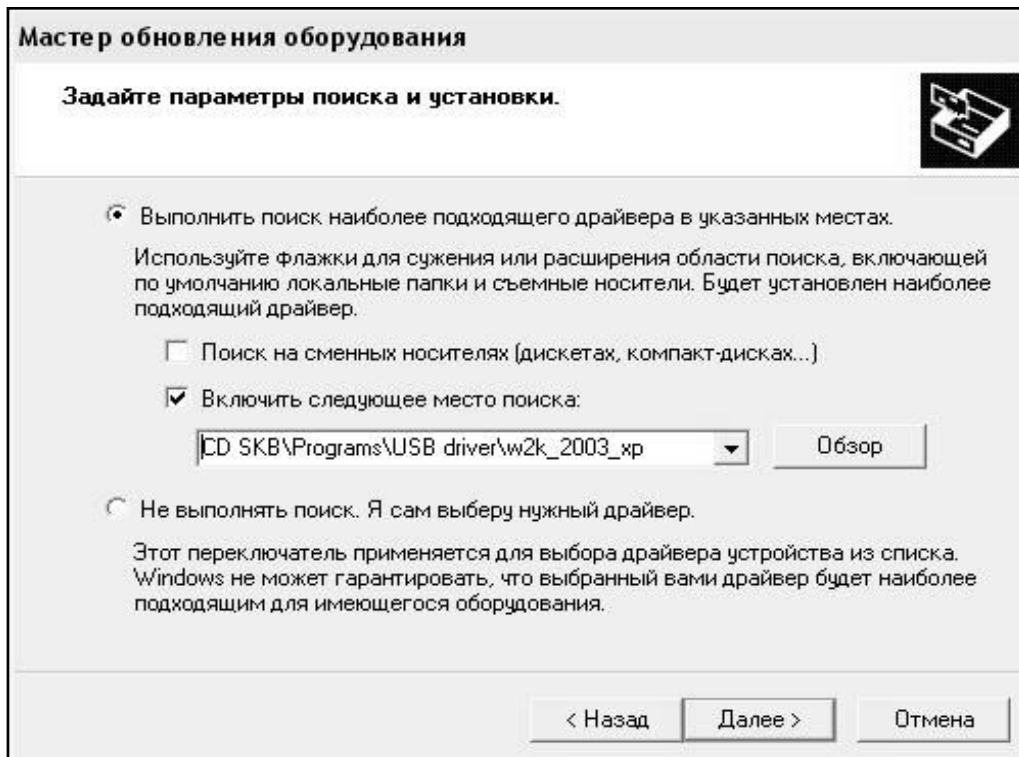 Мастер обновления оборудования
Задайте параметры поиска и установки.
Выполнить поиск наиболее подходящего драйвера в указанных местах.
Используйте флажки для сужения или расширения области поиска, включающей
по умолчанию локальные папки и съемные носители. Будет установлен наиболее
подходящий драйвер.
Поиск на сменных носителях (дискетах, компакт-дисках...)
Включить следующее место поиска:
CD SKB\Programs\USB driver\w2k_2003_xp
Обзор
Не выполнять поиск. Я сам выберу нужный драйвер.
Этот переключатель применяется для выбора драйвера устройства из списка.
Windows не может гарантировать, что выбранный вами драйвер будет наиболее
подходящим для имеющегося оборудования.
< Назад
Далее >
Отмена